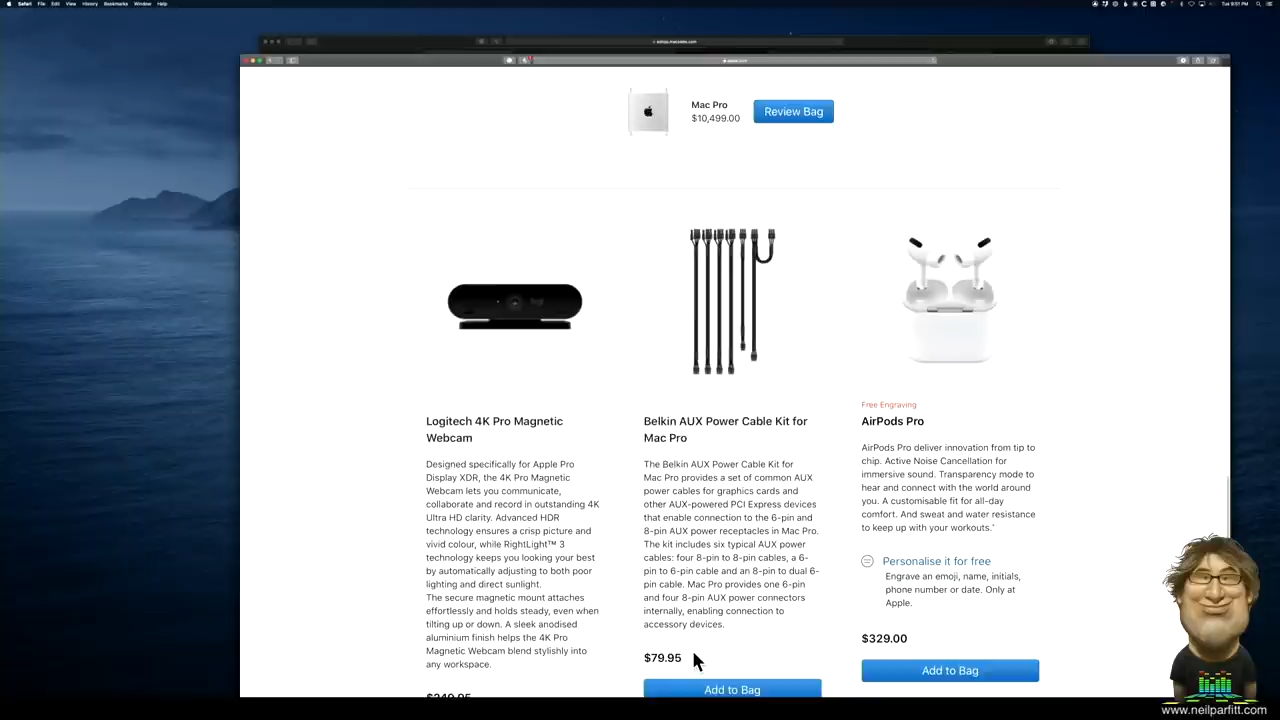 Safari File Edit View History Bookmarks Window Help
Tue 9:51 PM
Mac Pro
$10,499.00
Review Bag
Logitech 4K Pro Magnetic
Webcam
Designed specifically for Apple Pro
Display XDR, the 4K Pro Magnetic
Webcam lets you communicate,
collaborate and record in outstanding 4K
Ultra HD clarity. Advanced HDR
technology ensures a crisp picture and
vivid colour, while RightLight™ 3
technology keeps you looking your best
by automatically adjusting to both poor
lighting and direct sunlight.
The secure magnetic mount attaches
effortlessly and holds steady, even when
tilting up or down. A sleek anodised
aluminium finish helps the 4K Pro
Magnetic Webcam blend stylishly into
any workspace.
$249.95
Belkin AUX Power Cable Kit for
Mac Pro
The Belkin AUX Power Cable Kit for
Mac Pro provides a set of common AUX
power cables for graphics cards and
other AUX-powered PCI Express devices
that enable connection to the 6-pin and
8-pin AUX power receptacles in Mac Pro.
The kit includes six typical AUX power
cables: four 8-pin to 8-pin cables, a 6-
pin to 6-pin cable and an 8-pin to dual 6-
pin cable. Mac Pro provides one 6-pin
and four 8-pin AUX power connectors
internally, enabling connection to
accessory devices.
$79.95
Add to Bag
Free Engraving
AirPods Pro
AirPods Pro deliver innovation from tip to
chip. Active Noise Cancellation for
immersive sound. Transparency mode to
hear and connect with the world around
you. A customisable fit for all-day
comfort. And sweat and water resistance
to keep up with your workouts.*
Personalise it for free
Engrave an emoji, name, initials,
phone number or date. Only at
Apple.
$329.00
Add to Bag
www.neilparfitt.com